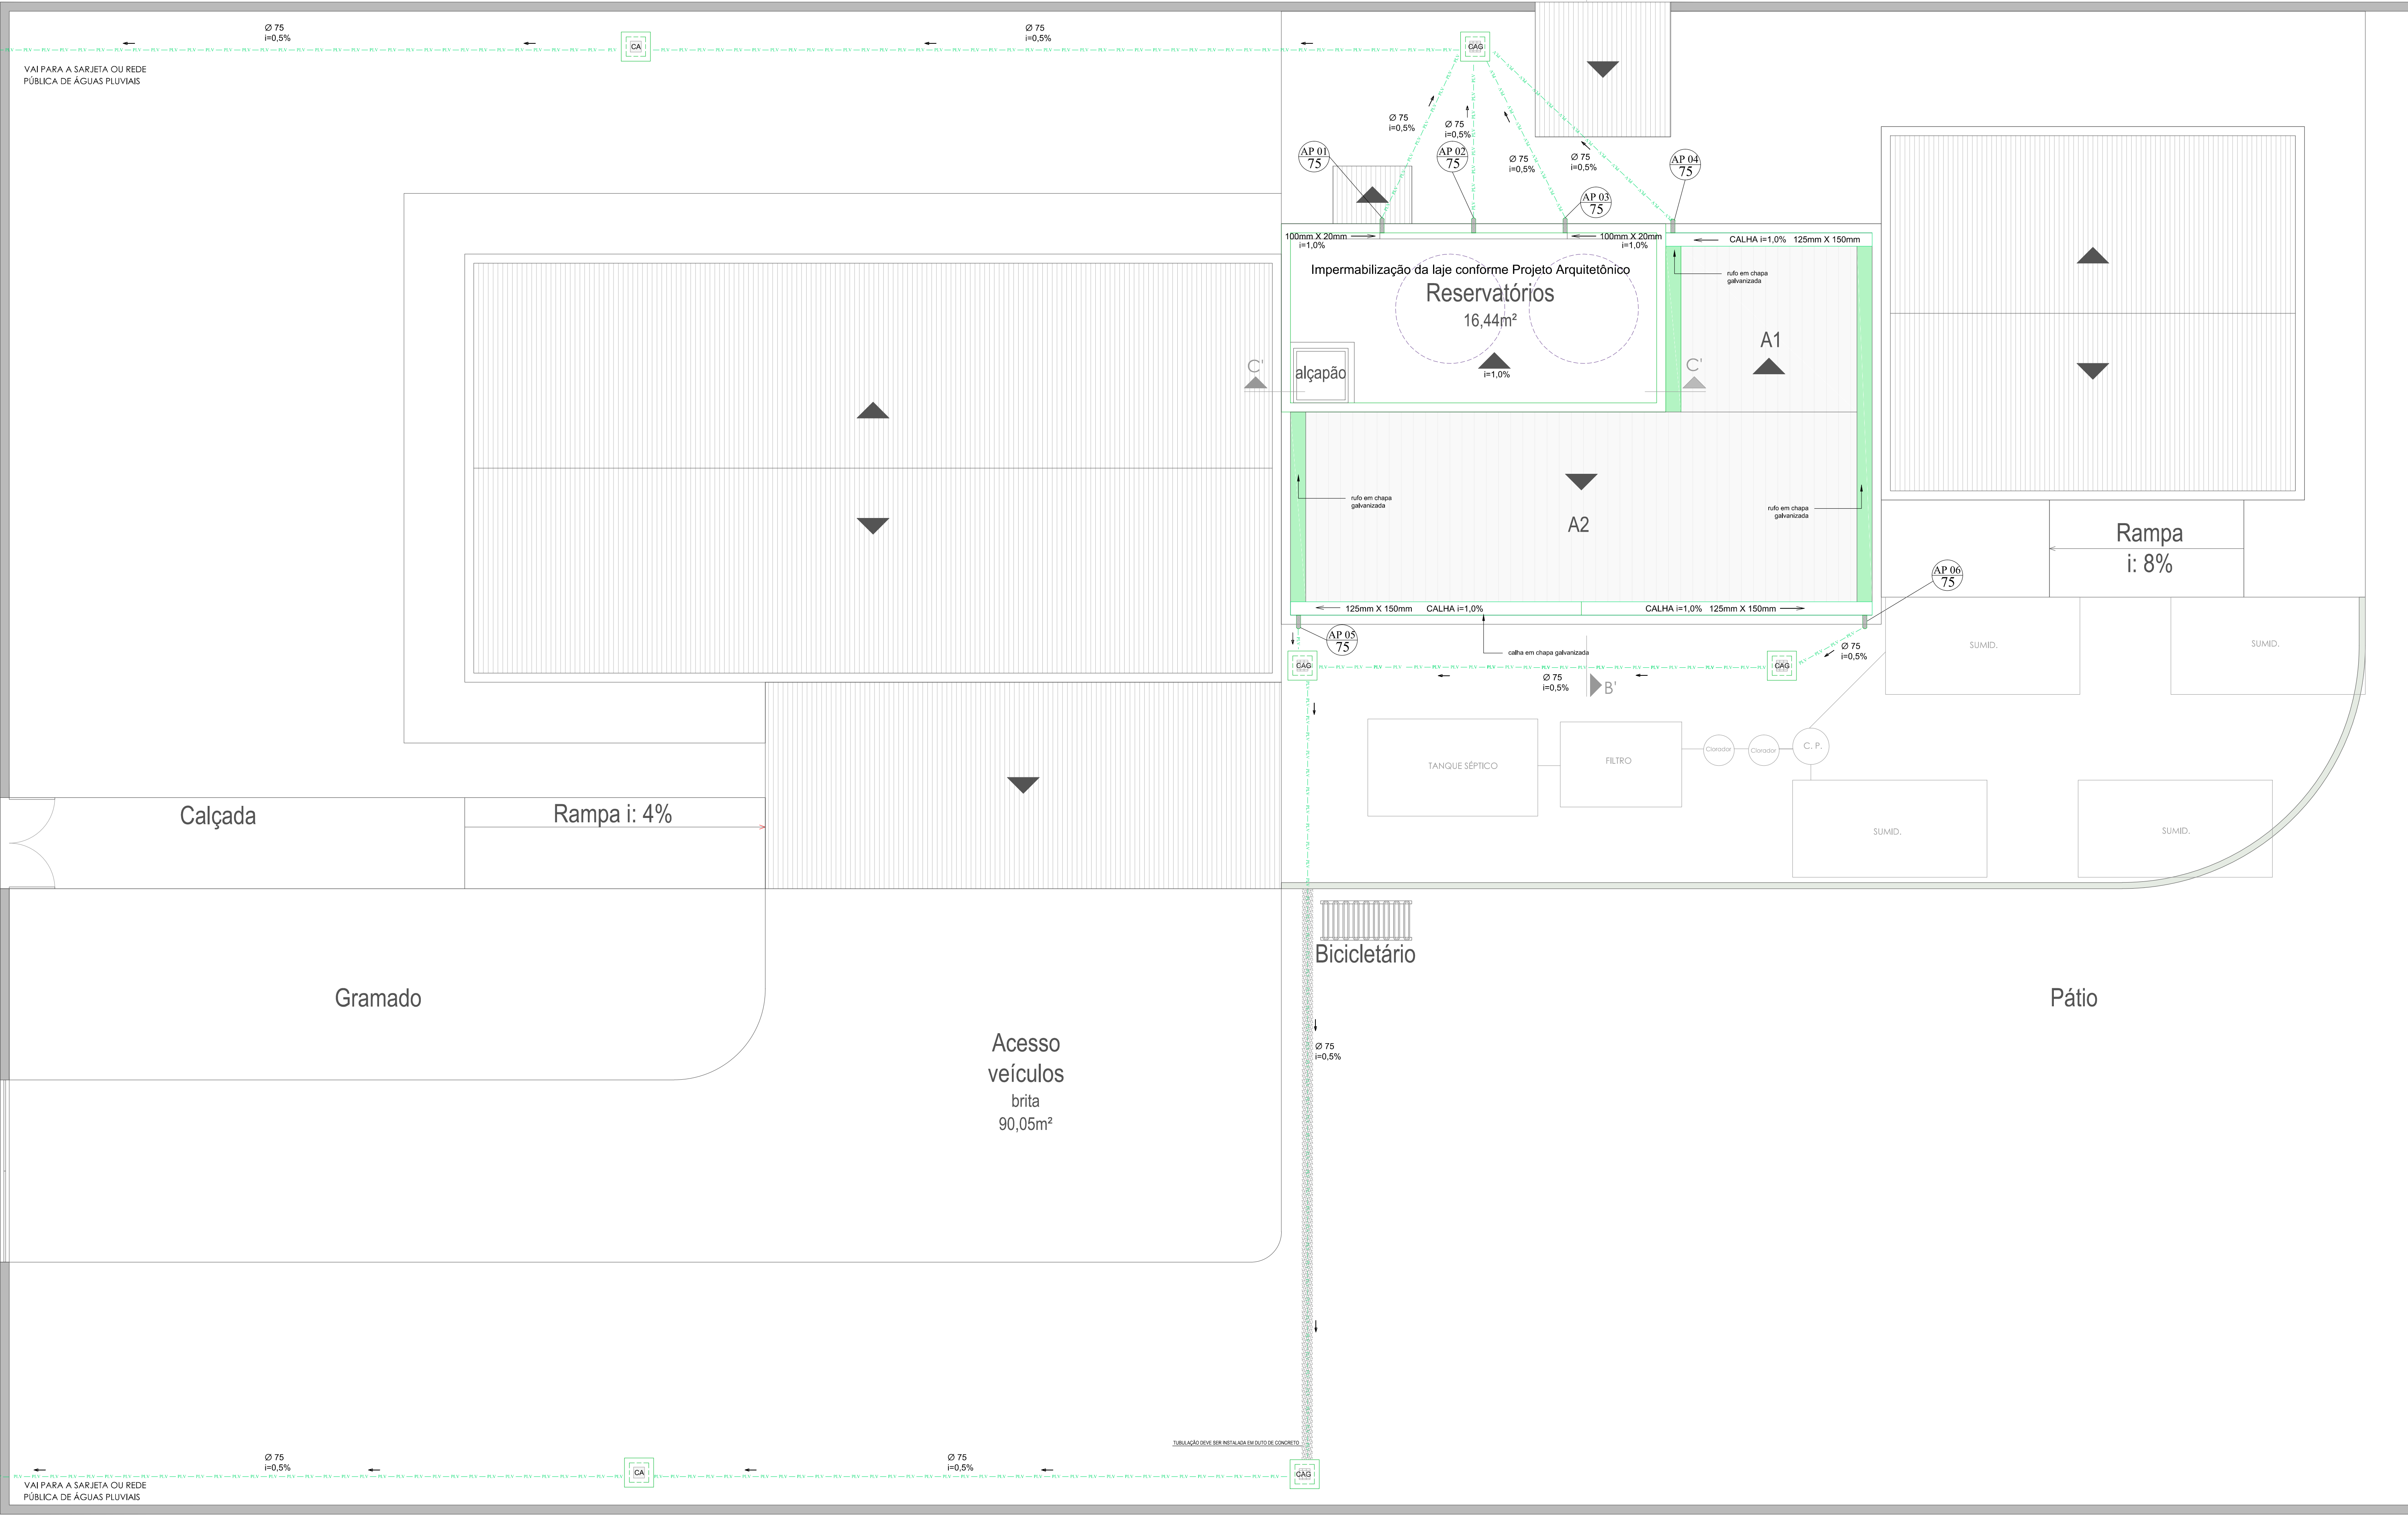 Ø 75
i=0,5%
CA
Ø 75
i=0,5%
CAG
VAI PARA A SARJETA OU REDE
PÚBLICA DE ÁGUAS PLUVIAIS
Ø 75
i=0,5%
Ø 75
i=0,5%
Ø 75
i=0,5%
Ø 75
i=0,5%
AP 01
75
AP 02
75
AP 03
75
AP 04
75
100mm X 20mm
i=1,0%
100mm X 20mm
i=1,0%
CALHA i=1,0% 125mm X 150mm
Impermabilização da laje conforme Projeto Arquitetônico
Reservatórios
16,44m²
rufo em chapa
galvanizada
A1
C'
alçapão
i=1,0%
C'
rufo em chapa
galvanizada
A2
rufo em chapa
galvanizada
Rampa
i: 8%
AP 06
75
125mm X 150mm CALHA i=1,0%
CALHA i=1,0% 125mm X 150mm
AP 05
75
calha em chapa galvanizada
CAG
PLV
CAG
Ø 75
i=0,5%
Ø 75
i=0,5%
B'
SUMID.
SUMID.
TANQUE SÉPTICO
FILTRO
Clorador
Clorador
C. P.
SUMID.
SUMID.
Calçada
Rampa i: 4%
Bicicletário
Gramado
Pátio
Acesso
veículos
brita
90,05m²
Ø 75
i=0,5%
TUBULAÇÃO DEVE SER INSTALADA EM DUTO DE CONCRETO
Ø 75
i=0,5%
CA
Ø 75
i=0,5%
CAG
VAI PARA A SARJETA OU REDE
PÚBLICA DE ÁGUAS PLUVIAIS